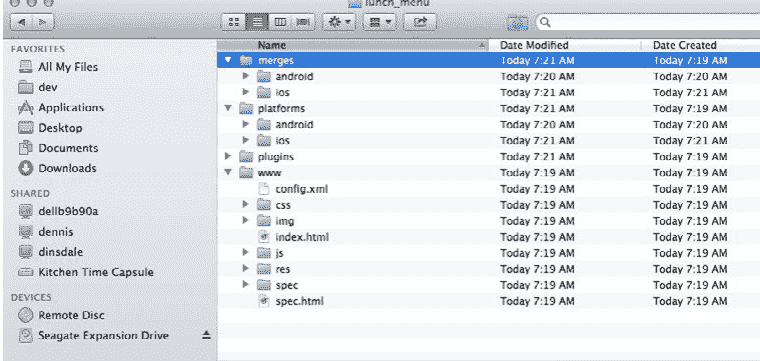 lunch_menu
FAVORITES
All My Files
dev
Applications
Desktop
Documents
Downloads
SHARED
dellb9b90a
dennis
dinsdale
Kitchen Time Capsule
DEVICES
Remote Disc
Seagate Expansion Drive
Name Date Modified Date Created
merges Today 7:21 AM Today 7:19 AM
android Today 7:20 AM Today 7:20 AM
ios Today 7:21 AM Today 7:21 AM
platforms Today 7:21 AM Today 7:19 AM
android Today 7:20 AM Today 7:20 AM
ios Today 7:21 AM Today 7:21 AM
plugins Today 7:21 AM Today 7:19 AM
www Today 7:19 AM Today 7:19 AM
config.xml Today 7:19 AM Today 7:19 AM
css Today 7:19 AM Today 7:19 AM
img Today 7:19 AM Today 7:19 AM
index.html Today 7:19 AM Today 7:19 AM
js Today 7:19 AM Today 7:19 AM
res Today 7:19 AM Today 7:19 AM
spec Today 7:19 AM Today 7:19 AM
spec.html Today 7:19 AM Today 7:19 AM